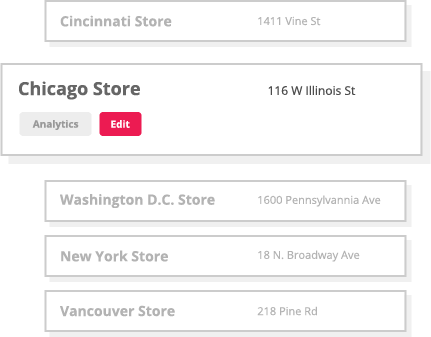 Cincinnati Store 1411 Vine St
Chicago Store 116 W Illinois St
Analytics Edit
Washington D.C. Store 1600 Pennsylvannia Ave
New York Store 18 N. Broadway Ave
Vancouver Store 218 Pine Rd